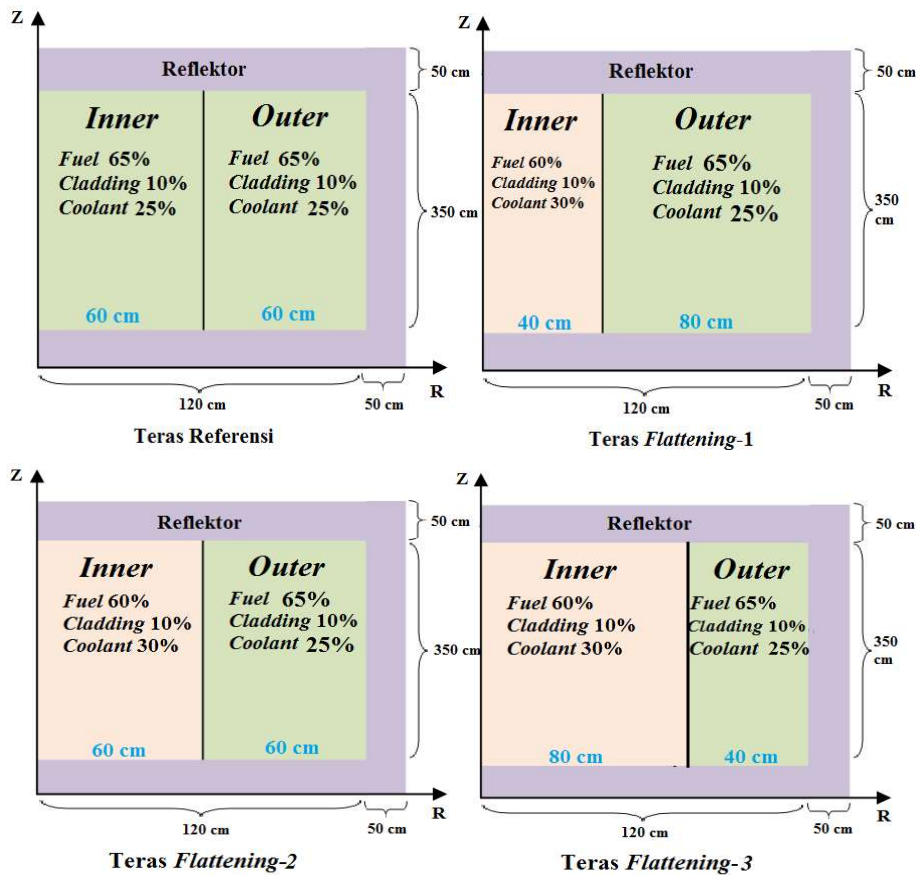 Z
Reflektor
50 cm
Inner
Outer
Fuel 65%
Cladding 10%
Coolant 25%
Fuel 65%
Cladding 10%
Coolant 25%
350 cm
60 cm
60 cm
R
120 cm
50 cm
Teras Referensi
Z
Reflektor
50 cm
Inner
Outer
Fuel 60%
Cladding 10%
Coolant 30%
Fuel 65%
Cladding 10%
Coolant 25%
350
cm
40 cm
80 cm
R
120 cm
50 cm
Teras Flattening-1
Z
Reflektor
50 cm
Inner
Outer
Fuel 60%
Cladding 10%
Coolant 30%
Fuel 65%
Cladding 10%
Coolant 25%
350 cm
60 cm
60 cm
R
120 cm
50 cm
Teras Flattening-2
Z
Reflektor
50 cm
Inner
Outer
Fuel 60%
Cladding 10%
Coolant 30%
Fuel 65%
Cladding 10%
Coolant 25%
350
cm
80 cm
40 cm
R
120 cm
50 cm
Teras Flattening-3